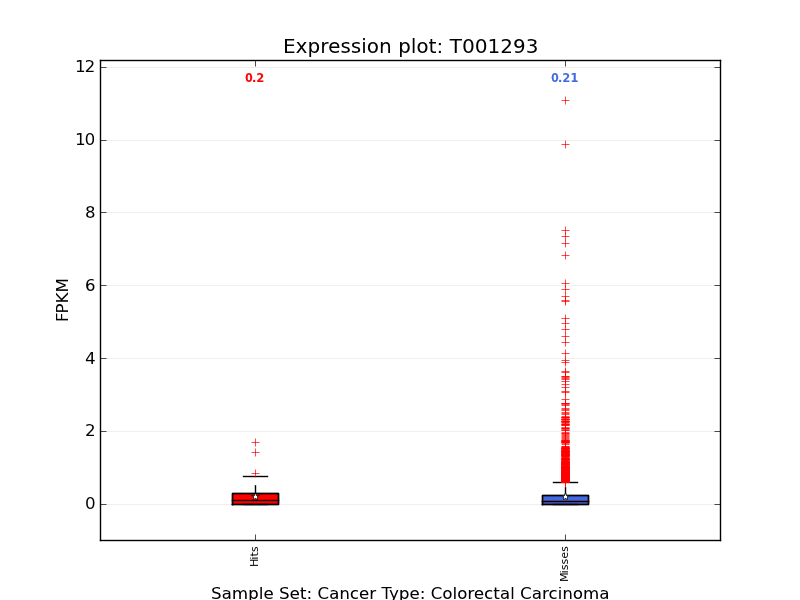 Expression plot: T001293
12
10
8
6
4
2
0
FPKM
0.2
0.21
Hits
Misses
Sample Set: Cancer Type: Colorectal Carcinoma